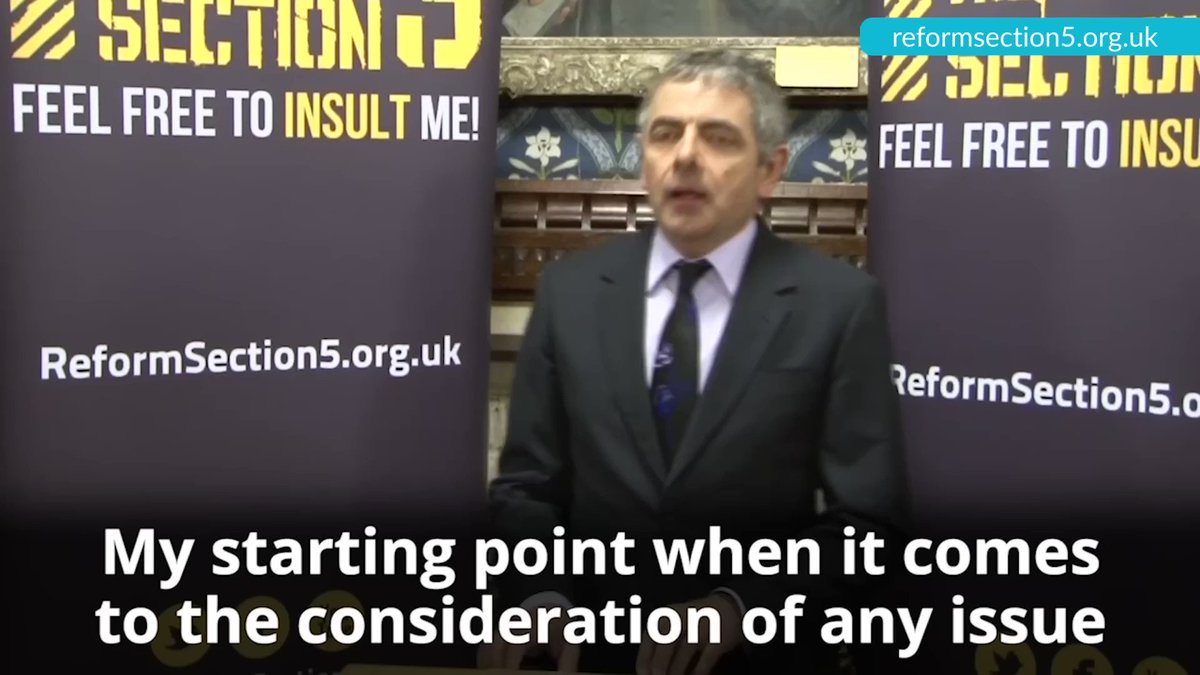 SECTION 5
FEEL FREE TO INSULT ME!
ReformSection5.org.uk
reformsection5.org.uk
FEEL FREE TO INSU
ReformSection5.o
My starting point when it comes
to the consideration of any issue